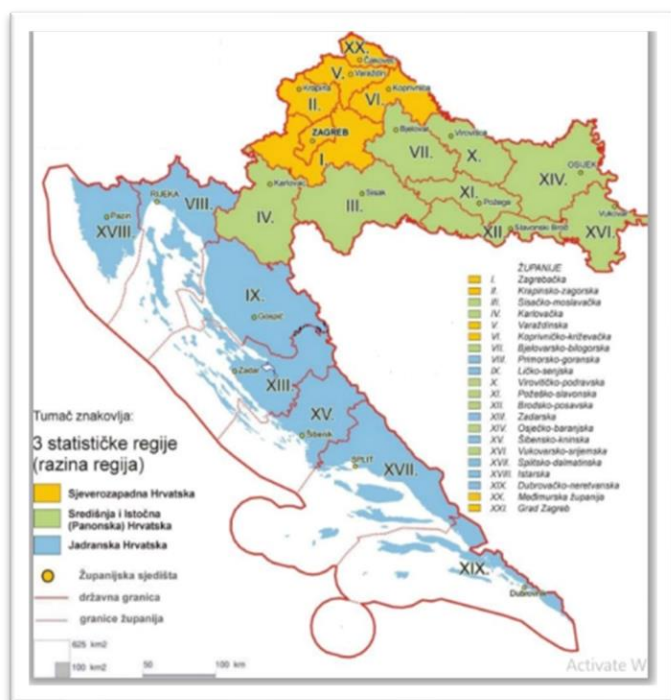 XX.
Čakovec
V.
Varaždin
Krapina
II.
VI.
Koprivnica
ZAGREB
I.
Bjelovar
VII.
Virovitica
X.
XIV.
OSIJEK
RIJEKA
VIII.
Karlovac
IV.
Sisak
III.
XI.
Požega
XII
Slavonski Brod
Vukovar
XVI.
Pazin
XVIII.
IX.
Gospić
Zadar
XIII.
XV.
Šibenik
SPLIT
XVII.
XIX.
Dubrovnik
ŽUPANIJE
I. Zagrebačka
II. Krapinsko-zagorska
III. Sisačko-moslavačka
IV. Karlovačka
V. Varaždinska
VI. Koprivničko-križevačka
VII. Bjelovarsko-bilogorska
VIII. Primorsko-goranska
IX. Ličko-senjska
X. Virovitičko-podravska
XI. Požeško-slavonska
XII. Brodsko-posavska
XIII. Zadarska
XIV. Osječko-baranjska
XV. Šibensko-kninska
XVI. Vukovarsko-srijemska
XVII. Splitsko-dalmatinska
XVIII. Istarska
XIX. Dubrovačko-neretvanska
XX. Međimurska županija
XXI. Grad Zagreb
Tumač znakovlja:
3 statističke regije
(razina regija)
Sjeverozapadna Hrvatska
Središnja i Istočna
(Panonska) Hrvatska
Jadranska Hrvatska
Županijska sjedišta
državna granica
granice županija
625 km2
100 km2
50
100 km
Activate W